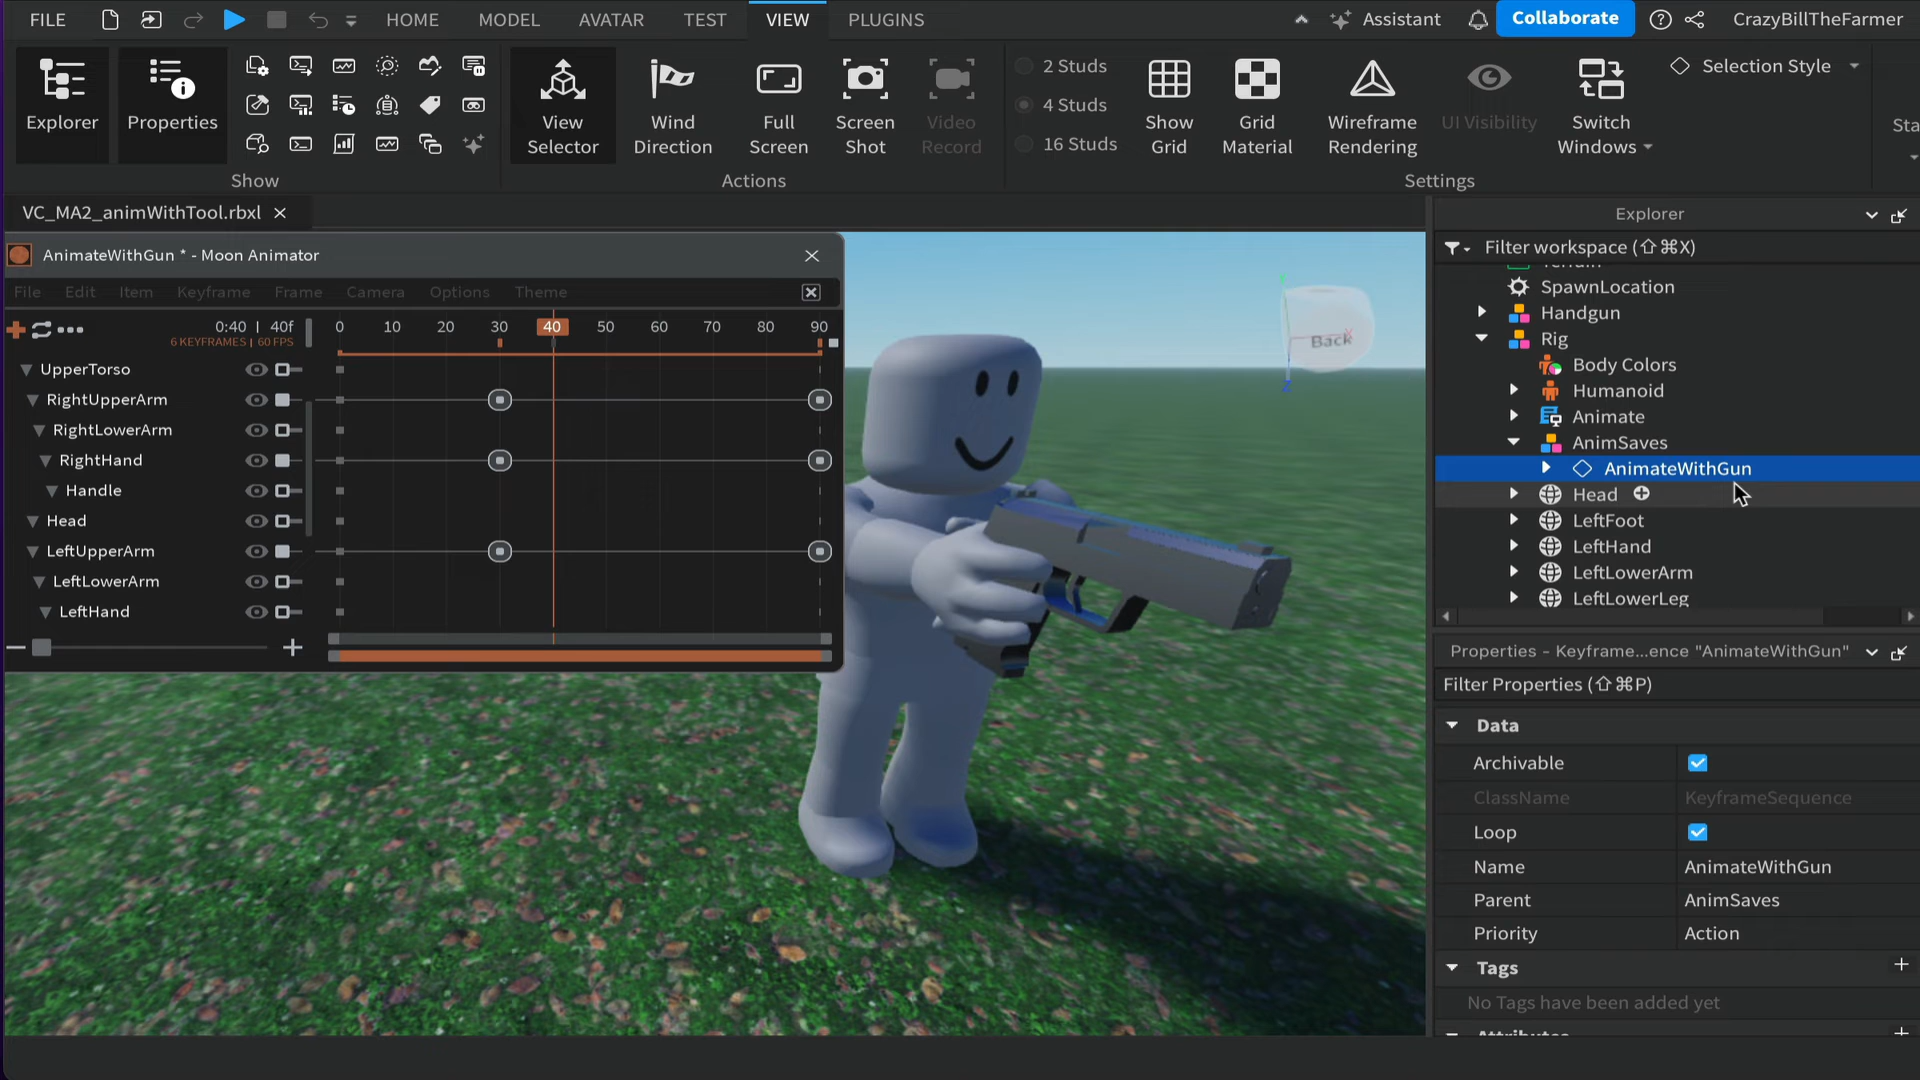 FILE HOME MODEL AVATAR TEST VIEW PLUGINS Assistant Collaborate CrazyBillTheFarmer
Explorer Properties
View Selector
Wind Direction
Full Screen
Screen Shot
Video Record
2 Studs
4 Studs
16 Studs
Show Grid
Grid Material
Wireframe Rendering
UI Visibility
Switch Windows
Selection Style
Sta
Show Actions Settings
VC_MA2_animWithTool.rbxl
AnimateWithGun * - Moon Animator
File Edit Item Keyframe Frame Camera Options Theme
0:40 | 40f 0 10 20 30 40 50 60 70 80 90
6 KEYFRAMES | 60 FPS
UpperTorso
RightUpperArm
RightLowerArm
RightHand
Handle
Head
LeftUpperArm
LeftLowerArm
LeftHand
Back
Explorer
Filter workspace (⇧⌘X)
Terrain
SpawnLocation
Handgun
Rig
Body Colors
Humanoid
Animate
AnimSaves
AnimateWithGun
Head
LeftFoot
LeftHand
LeftLowerArm
LeftLowerLeg
Properties - Keyframe...ence "AnimateWithGun"
Filter Properties (⇧⌘P)
Data
Archivable
ClassName KeyframeSequence
Loop
Name AnimateWithGun
Parent AnimSaves
Priority Action
Tags
No Tags have been added yet
Attributes